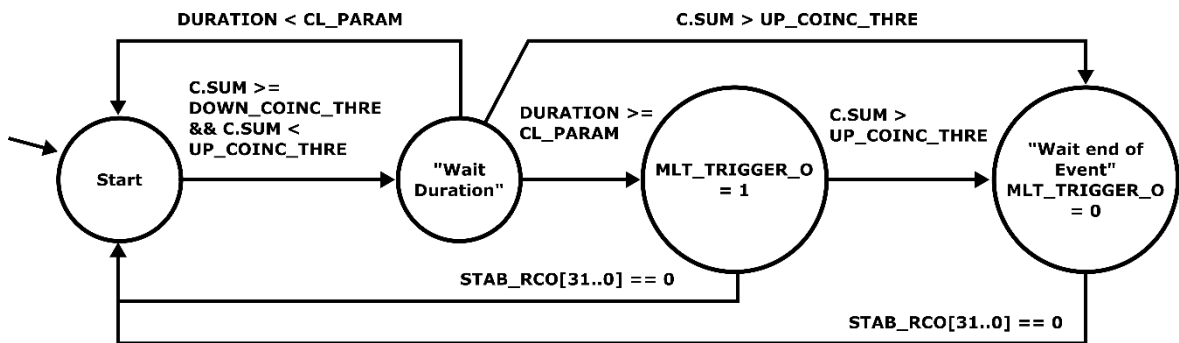 DURATION < CL_PARAM
C.SUM > UP_COINC_THRE
C.SUM >=
DOWN_COINC_THRE
&& C.SUM <
UP_COINC_THRE
DURATION >=
CL_PARAM
C.SUM >
UP_COINC_THRE
Start
"Wait
Duration"
MLT_TRIGGER_O
= 1
"Wait end of
Event"
MLT_TRIGGER_O
= 0
STAB_RCO[31..0] == 0
STAB_RCO[31..0] == 0